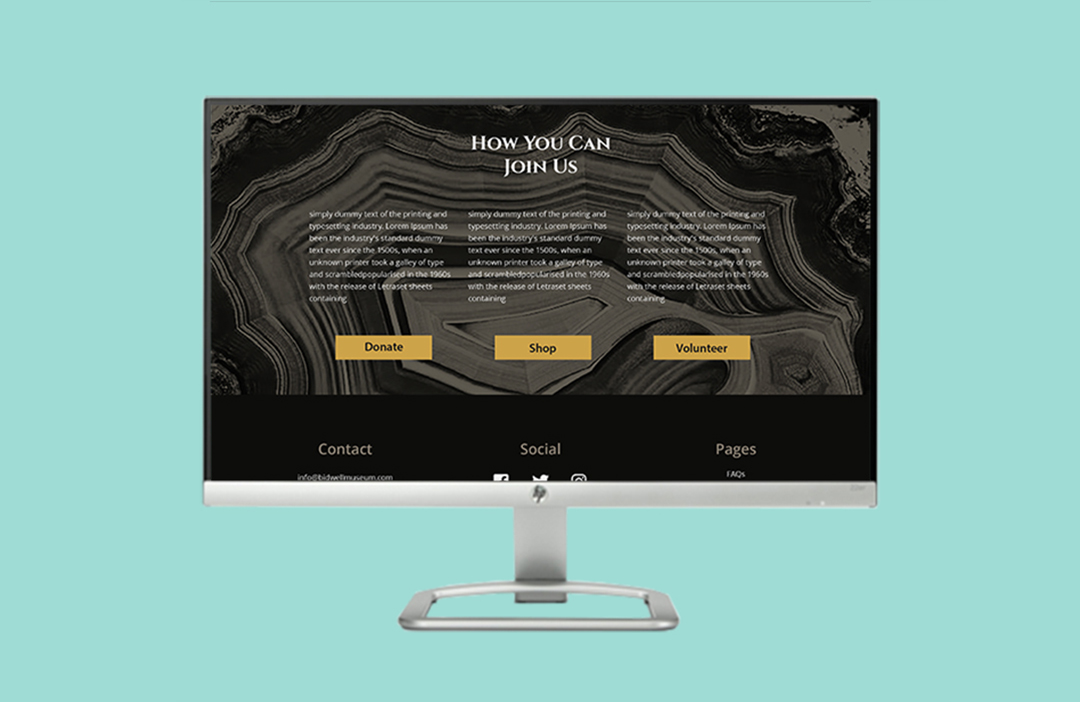 How You Can
Join Us
simply dummy text of the printing and
typesetting industry. Lorem Ipsum has
been the industry's standard dummy
text ever since the 1500s, when an
unknown printer took a galley of type
and scrambledpopularised in the 1960s
with the release of Letraset sheets
containing
simply dummy text of the printing and
typesetting industry. Lorem Ipsum has
been the industry's standard dummy
text ever since the 1500s, when an
unknown printer took a galley of type
and scrambledpopularised in the 1960s
with the release of Letraset sheets
containing
simply dummy text of the printing and
typesetting industry. Lorem Ipsum has
been the industry's standard dummy
text ever since the 1500s, when an
unknown printer took a galley of type
and scrambledpopularised in the 1960s
with the release of Letraset sheets
containing
Donate
Shop
Volunteer
Contact
Social
Pages
info@bidwellmuseum.com
FAQs
hp